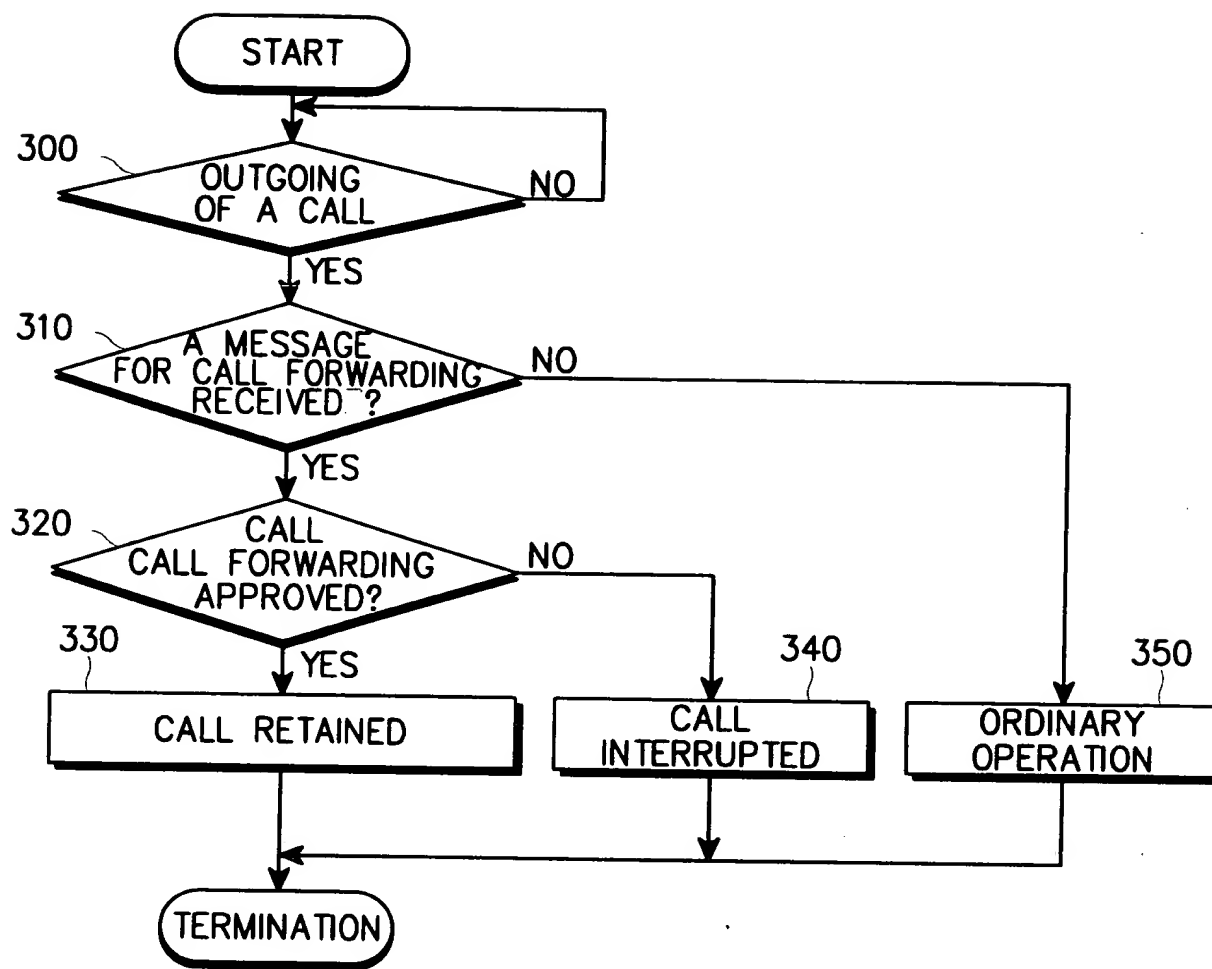 START
300
OUTGOING
OF A CALL
NO
YES
310
A MESSAGE
FOR CALL FORWARDING
RECEIVED ?
NO
YES
320
CALL
CALL FORWARDING
APPROVED?
NO
YES
330
CALL RETAINED
340
CALL
INTERRUPTED
350
ORDINARY
OPERATION
TERMINATION